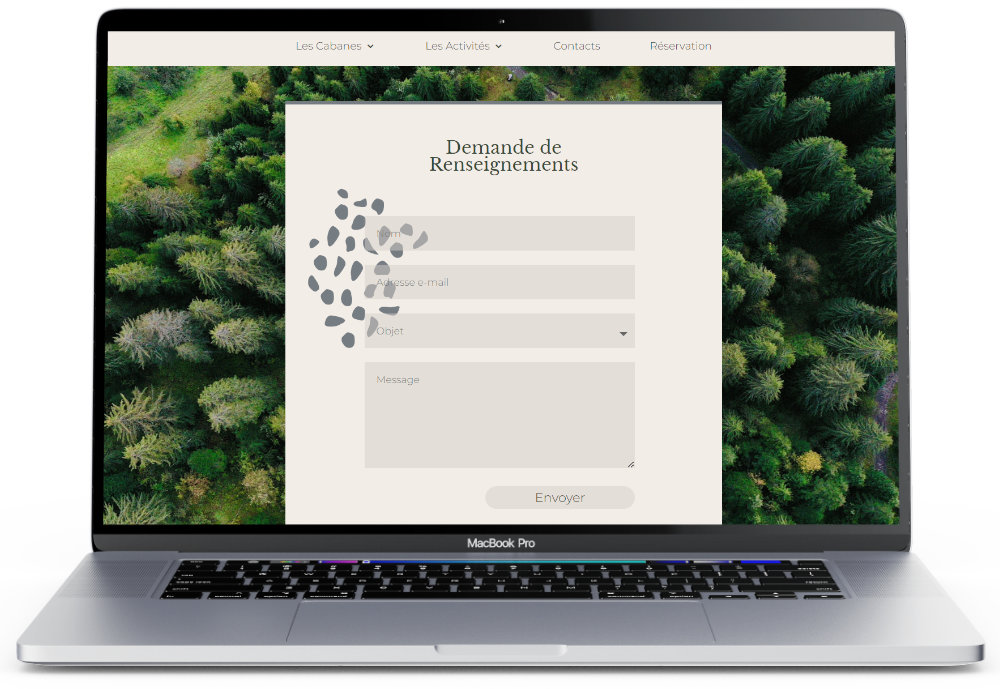 Les Cabanes
Les Activités
Contacts
Réservation
Demande de
Renseignements
Nom
Adresse e-mail
Objet
Message
Envoyer
MacBook Pro